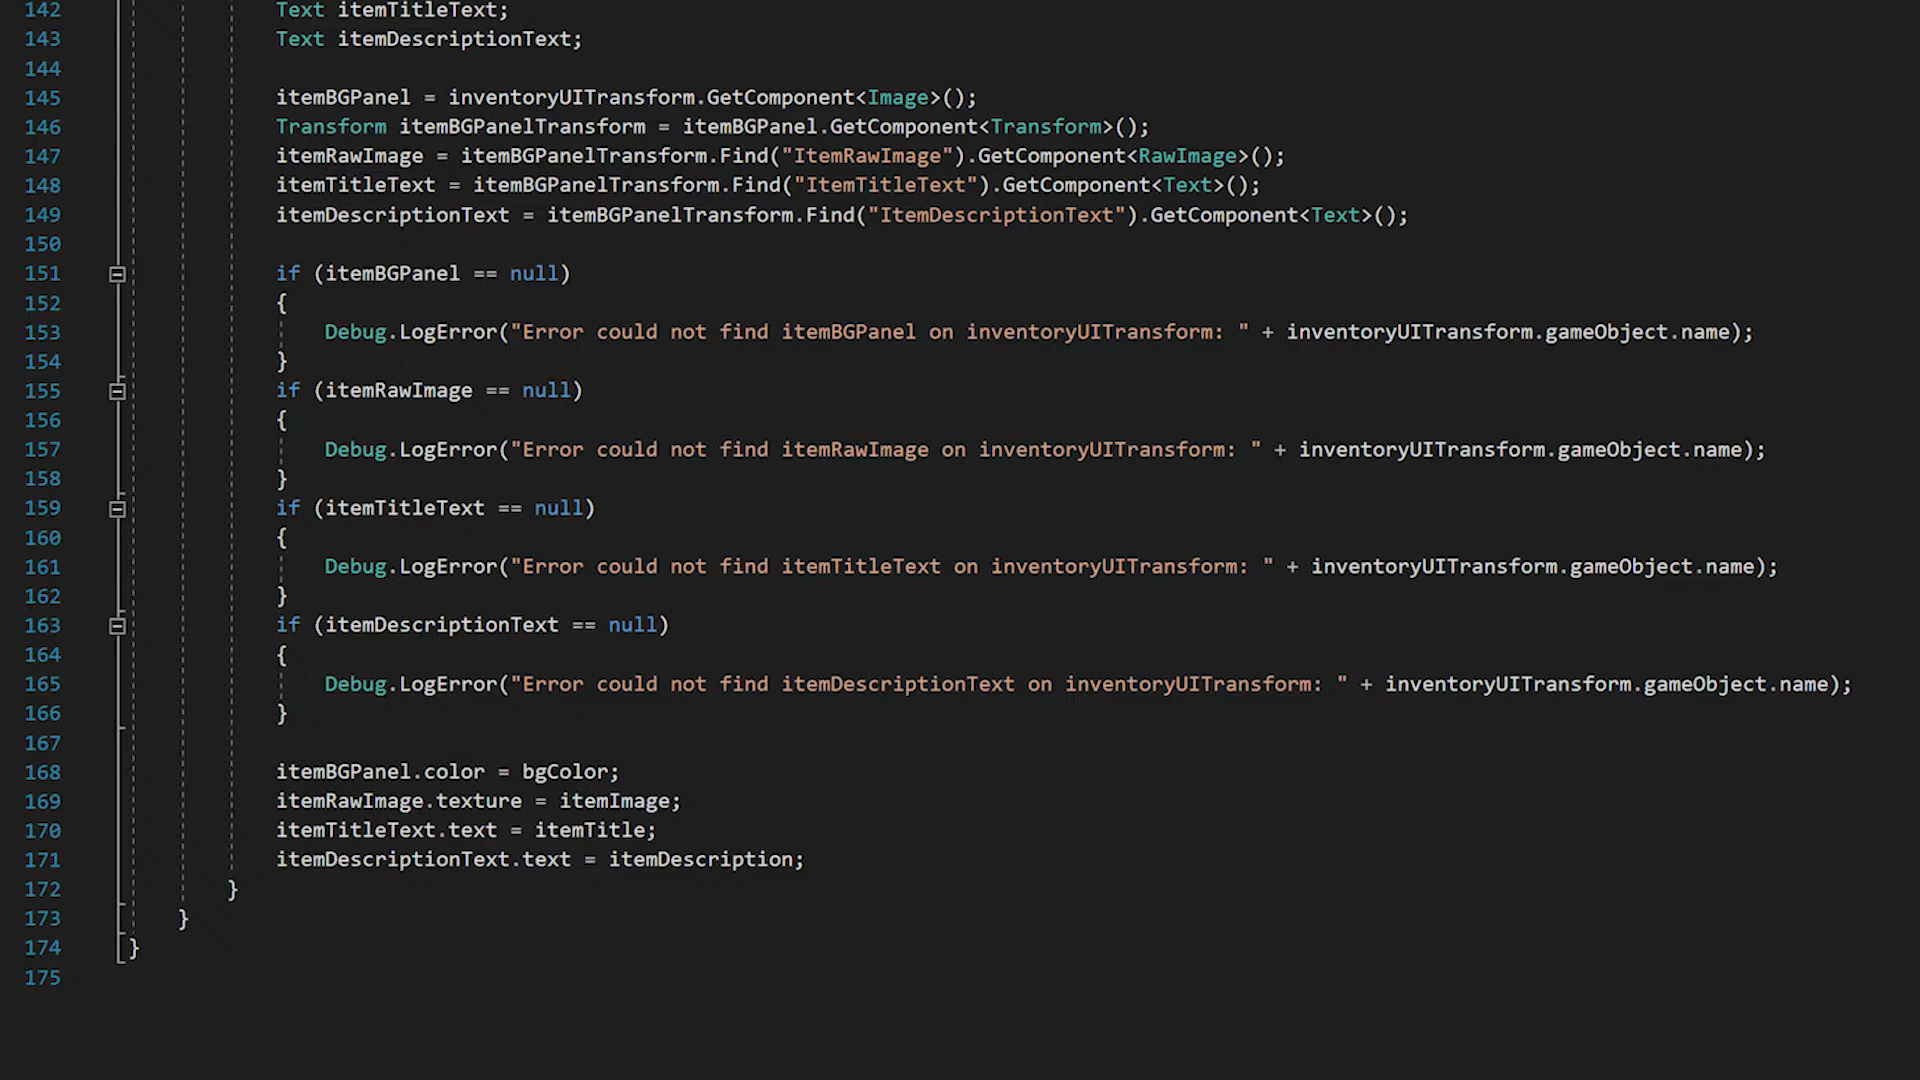 142 Text itemTitleText;
143 Text itemDescriptionText;
144
145 itemBGPanel = inventoryUITransform.GetComponent<Image>();
146 Transform itemBGPanelTransform = itemBGPanel.GetComponent<Transform>();
147 itemRawImage = itemBGPanelTransform.Find("ItemRawImage").GetComponent<RawImage>();
148 itemTitleText = itemBGPanelTransform.Find("ItemTitleText").GetComponent<Text>();
149 itemDescriptionText = itemBGPanelTransform.Find("ItemDescriptionText").GetComponent<Text>();
150
151 if (itemBGPanel == null)
152 {
153 Debug.LogError("Error could not find itemBGPanel on inventoryUITransform: " + inventoryUITransform.gameObject.name);
154 }
155 if (itemRawImage == null)
156 {
157 Debug.LogError("Error could not find itemRawImage on inventoryUITransform: " + inventoryUITransform.gameObject.name);
158 }
159 if (itemTitleText == null)
160 {
161 Debug.LogError("Error could not find itemTitleText on inventoryUITransform: " + inventoryUITransform.gameObject.name);
162 }
163 if (itemDescriptionText == null)
164 {
165 Debug.LogError("Error could not find itemDescriptionText on inventoryUITransform: " + inventoryUITransform.gameObject.name);
166 }
167
168 itemBGPanel.color = bgColor;
169 itemRawImage.texture = itemImage;
170 itemTitleText.text = itemTitle;
171 itemDescriptionText.text = itemDescription;
172 }
173 }
174 }
175